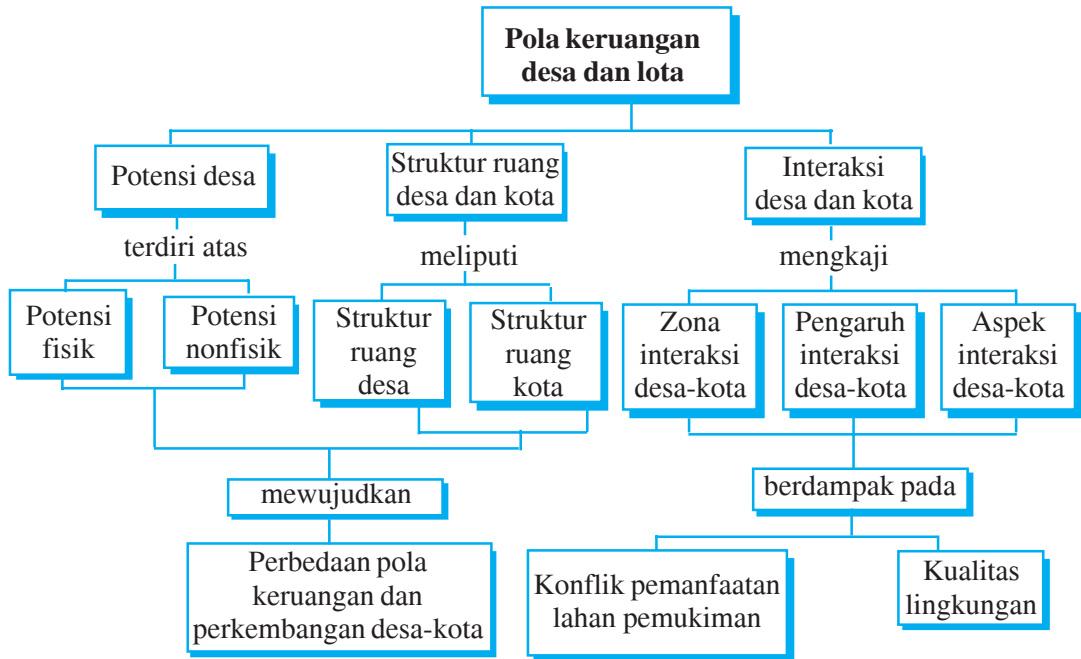 Pola keruangan
desa dan lota
Potensi desa
Struktur ruang
desa dan kota
Interaksi
desa dan kota
terdiri atas
meliputi
mengkaji
Potensi
fisik
Potensi
nonfisik
Struktur
ruang
desa
Struktur
ruang
kota
Zona
interaksi
desa-kota
Pengaruh
interaksi
desa-kota
Aspek
interaksi
desa-kota
mewujudkan
berdampak pada
Perbedaan pola
keruangan dan
perkembangan desa-kota
Konflik pemanfaatan
lahan pemukiman
Kualitas
lingkungan